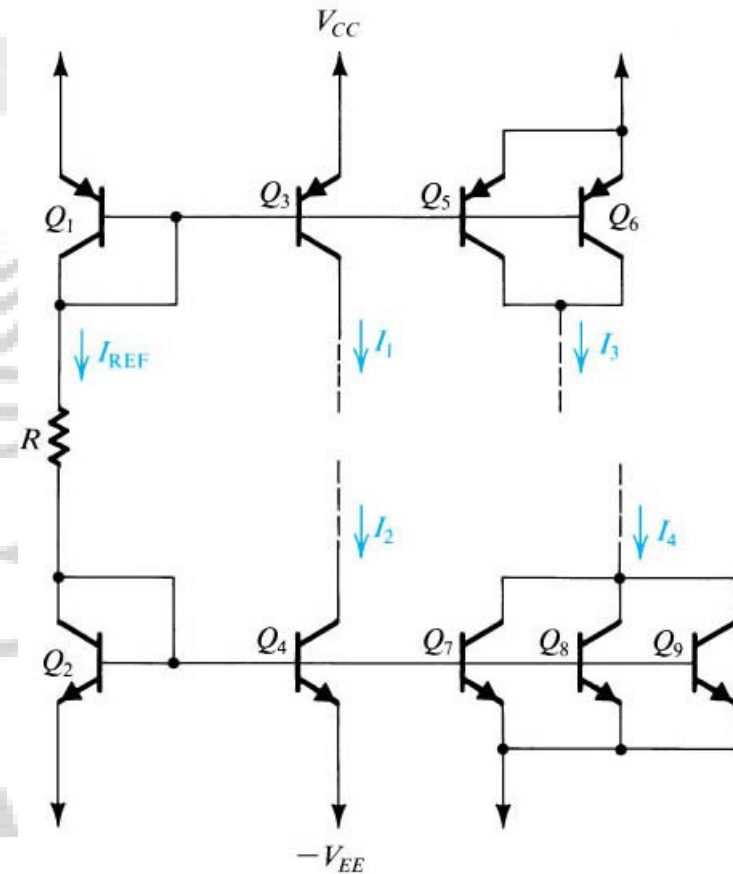 V_CC
Q_1 Q_3 Q_5 Q_6
I_REF I_1 I_3
R
I_2 I_4
Q_2 Q_4 Q_7 Q_8 Q_9
−V_EE